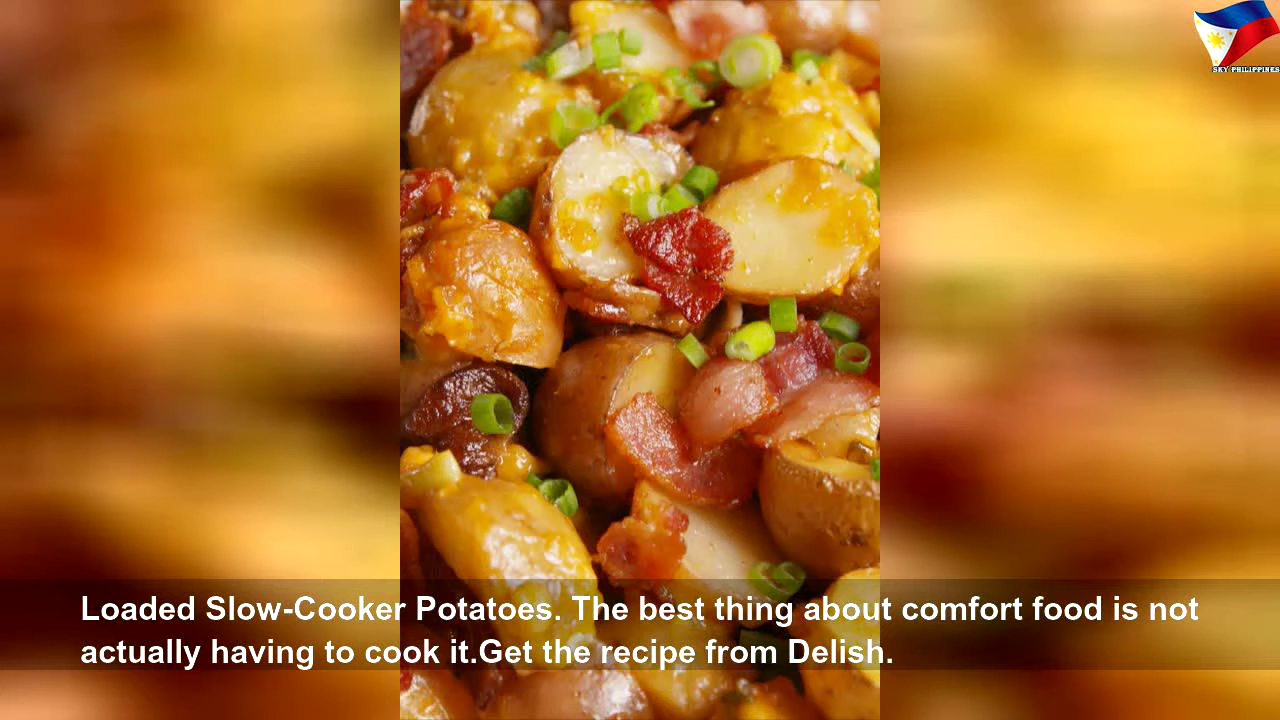 SKY PHILIPPINES
Loaded Slow-Cooker Potatoes. The best thing about comfort food is not
actually having to cook it.Get the recipe from Delish.